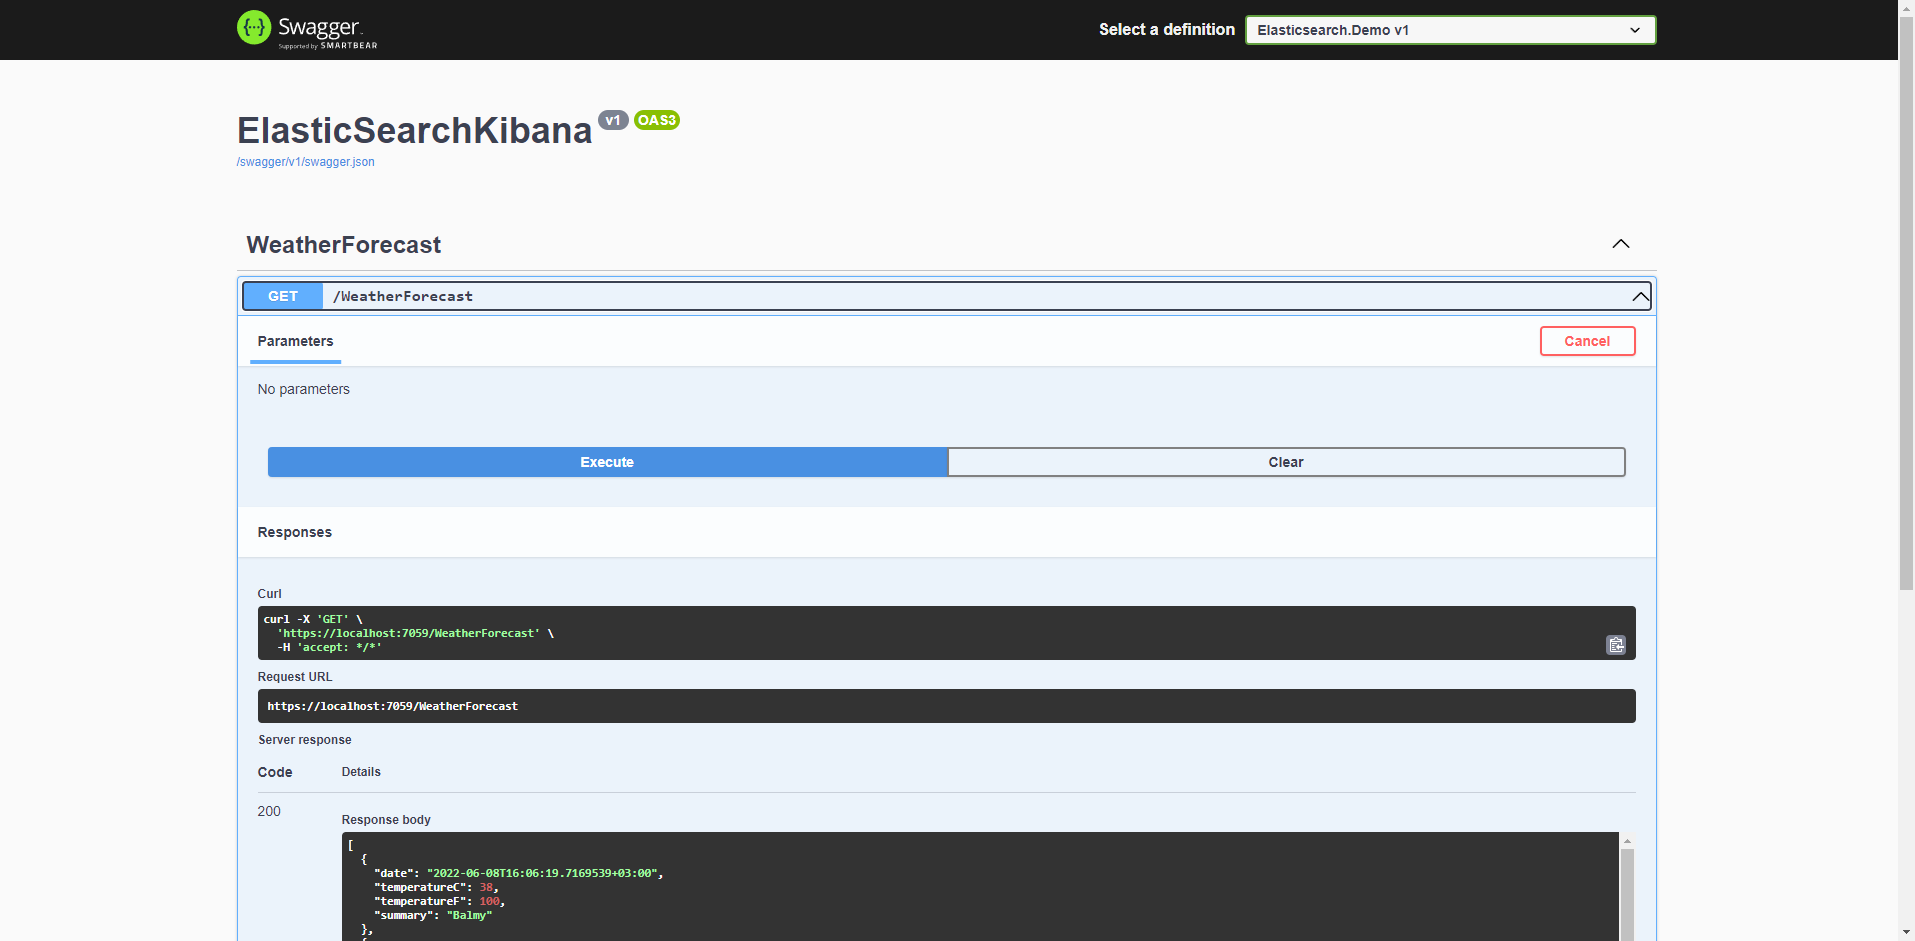 Swagger.
Supported by SMARTBEAR
Select a definition
Elasticsearch.Demo v1
ElasticSearchKibana v1 OAS3
/swagger/v1/swagger.json
WeatherForecast
GET /WeatherForecast
Parameters
Cancel
No parameters
Execute
Clear
Responses
Curl
curl -X 'GET' \
  'https://localhost:7059/WeatherForecast' \
  -H 'accept: */*'
Request URL
https://localhost:7059/WeatherForecast
Server response
Code Details
200
Response body
[
  {
    "date": "2022-06-08T16:06:19.7169539+03:00",
    "temperatureC": 38,
    "temperatureF": 100,
    "summary": "Balmy"
  },
  {